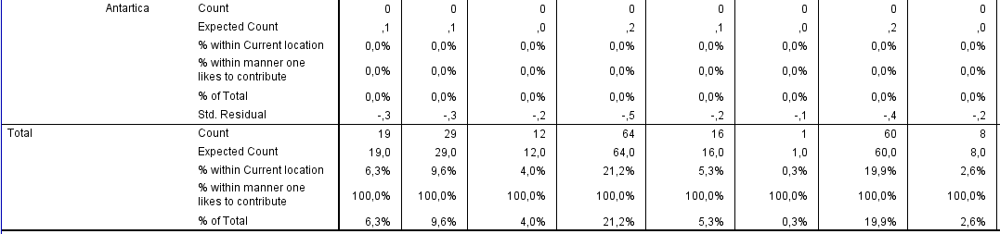 Antartica Count 0 0 0 0 0 0 0 0
Expected Count ,1 ,1 ,0 ,2 ,1 ,0 ,2 ,0
% within Current location 0,0% 0,0% 0,0% 0,0% 0,0% 0,0% 0,0% 0,0%
% within manner one
likes to contribute 0,0% 0,0% 0,0% 0,0% 0,0% 0,0% 0,0% 0,0%
% of Total 0,0% 0,0% 0,0% 0,0% 0,0% 0,0% 0,0% 0,0%
Std. Residual -,3 -,3 -,2 -,5 -,2 -,1 -,4 -,2
Total Count 19 29 12 64 16 1 60 8
Expected Count 19,0 29,0 12,0 64,0 16,0 1,0 60,0 8,0
% within Current location 6,3% 9,6% 4,0% 21,2% 5,3% 0,3% 19,9% 2,6%
% within manner one
likes to contribute 100,0% 100,0% 100,0% 100,0% 100,0% 100,0% 100,0% 100,0%
% of Total 6,3% 9,6% 4,0% 21,2% 5,3% 0,3% 19,9% 2,6%